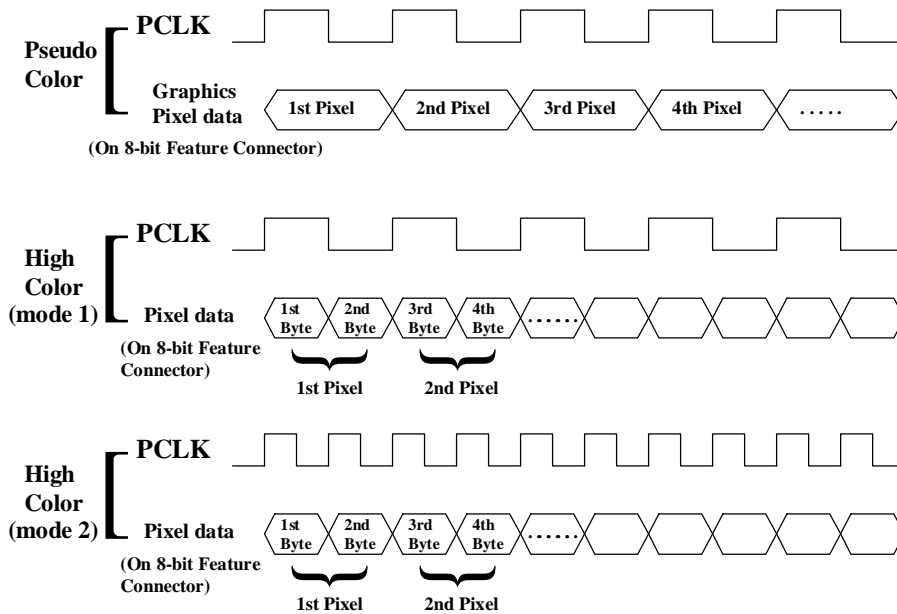 PCLK
Pseudo
Color
Graphics
Pixel data
(On 8-bit Feature Connector)
1st Pixel
2nd Pixel
3rd Pixel
4th Pixel
.....
PCLK
High
Color
(mode 1)
Pixel data
(On 8-bit Feature
Connector)
1st
Byte
2nd
Byte
3rd
Byte
4th
Byte
......
1st Pixel
2nd Pixel
PCLK
High
Color
(mode 2)
Pixel data
(On 8-bit Feature
Connector)
1st
Byte
2nd
Byte
3rd
Byte
4th
Byte
......
1st Pixel
2nd Pixel